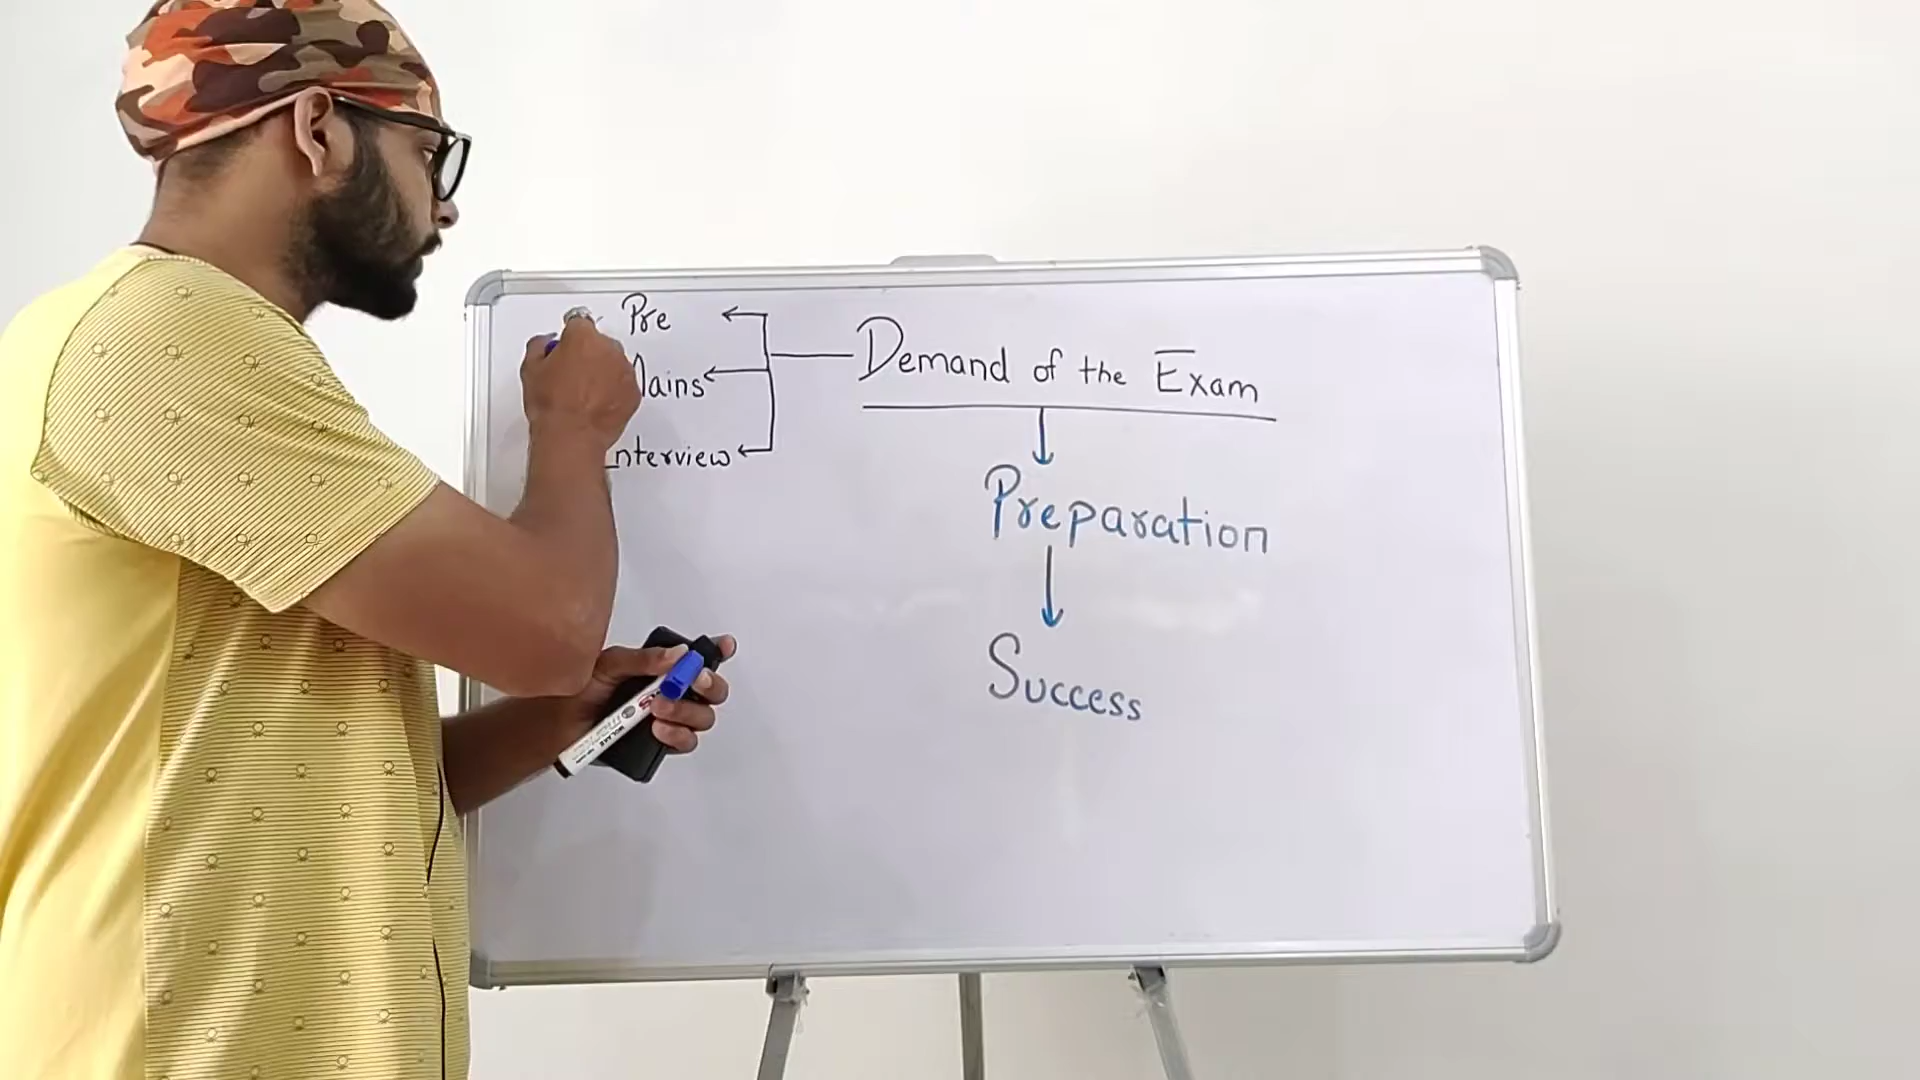 Pre
Mains
Interview
Demand of the Exam
Preparation
Success